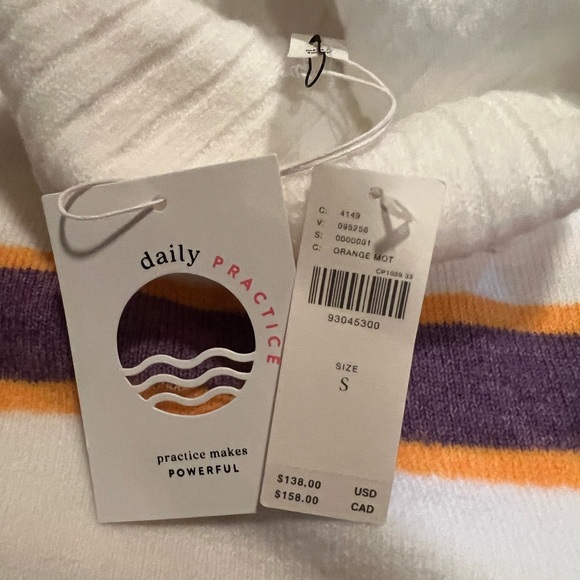 daily
PRACTICE
practice makes
POWERFUL
C: 4149
V: 095258
S: 0000001
C: ORANGE MOT
CP1009 33
93045300
SIZE
S
$138.00 USD
$158.00 CAD